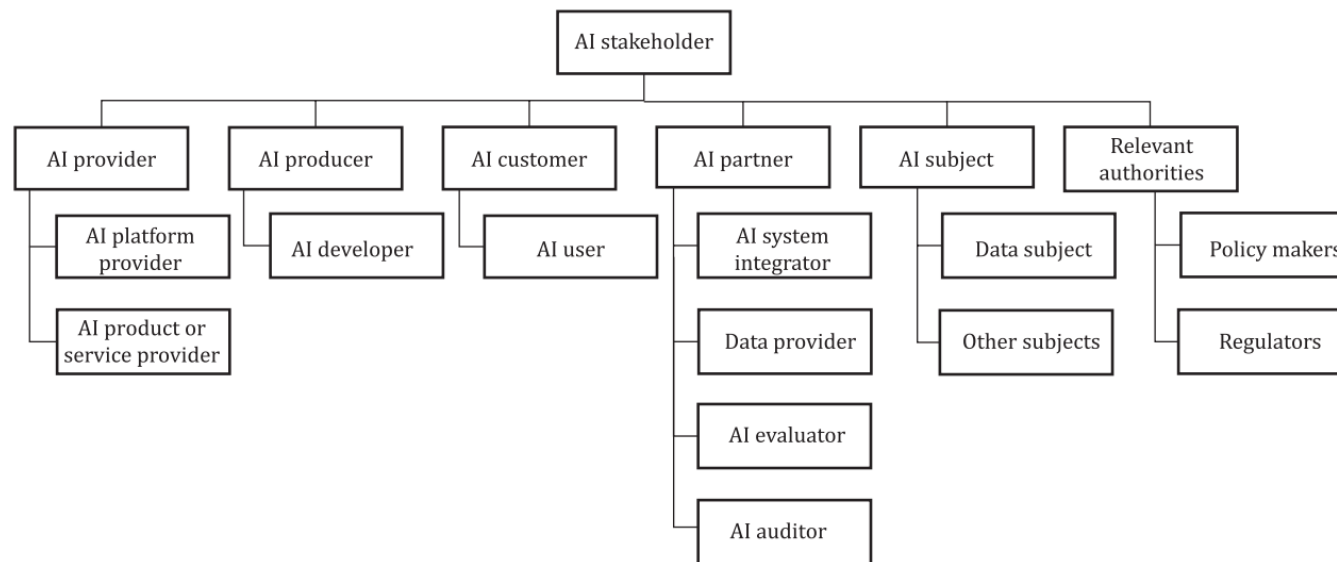 AI stakeholder
AI provider
AI producer
AI customer
AI partner
AI subject
Relevant
authorities
AI platform
provider
AI developer
AI user
AI system
integrator
Data subject
Policy makers
AI product or
service provider
Data provider
Other subjects
Regulators
AI evaluator
AI auditor